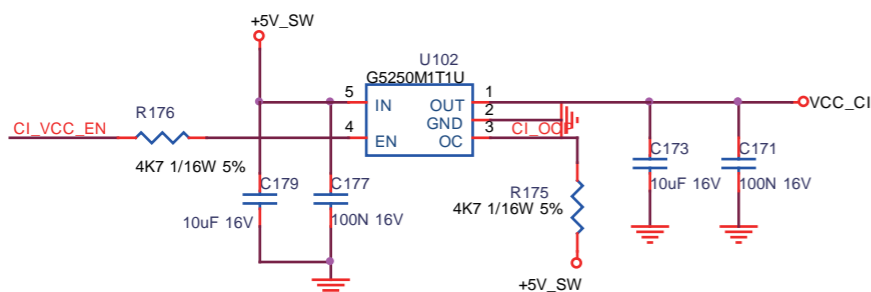 +5V_SW
U102
G5250M1T1U
5
IN
OUT
1
VCC_CI
GND
2
R176
CI_VCC_EN
4
EN
OC
3
CI_OCP
4K7 1/16W 5%
C173
C171
C179
C177
R175
10uF 16V
100N 16V
4K7 1/16W 5%
10uF 16V
100N 16V
+5V_SW